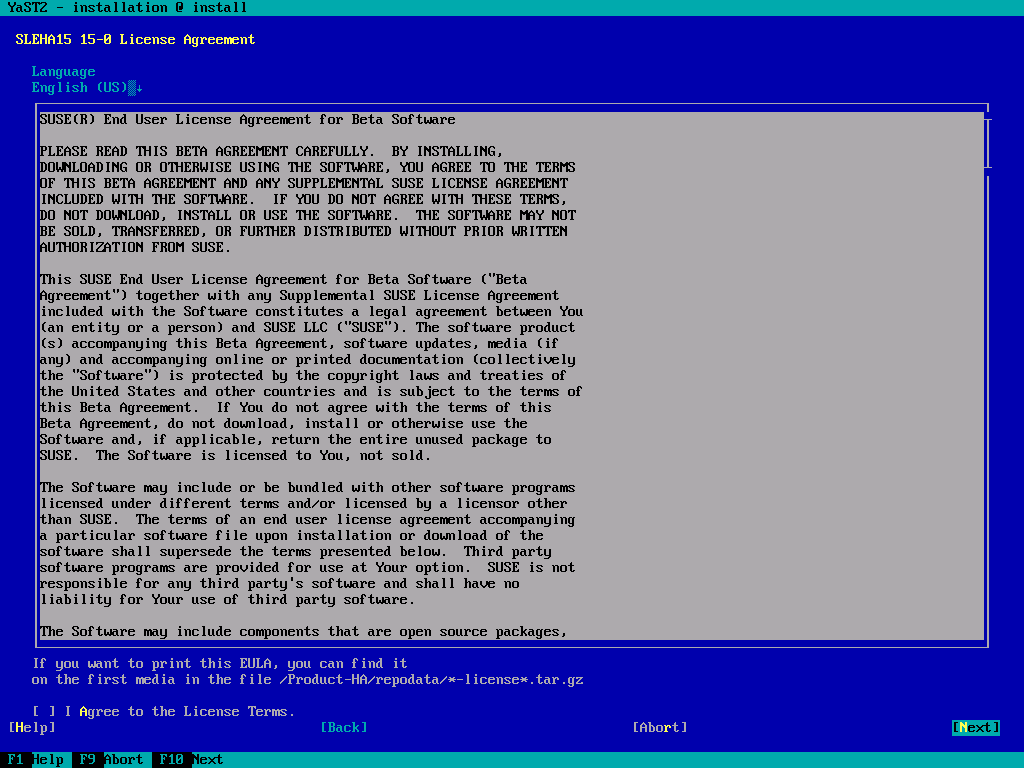 YaST2 - installation @ install
SLEHA15 15-0 License Agreement
Language
English (US)↓
SUSE(R) End User License Agreement for Beta Software
PLEASE READ THIS BETA AGREEMENT CAREFULLY.  BY INSTALLING,
DOWNLOADING OR OTHERWISE USING THE SOFTWARE, YOU AGREE TO THE TERMS
OF THIS BETA AGREEMENT AND ANY SUPPLEMENTAL SUSE LICENSE AGREEMENT
INCLUDED WITH THE SOFTWARE.  IF YOU DO NOT AGREE WITH THESE TERMS,
DO NOT DOWNLOAD, INSTALL OR USE THE SOFTWARE.  THE SOFTWARE MAY NOT
BE SOLD, TRANSFERRED, OR FURTHER DISTRIBUTED WITHOUT PRIOR WRITTEN
AUTHORIZATION FROM SUSE.
This SUSE End User License Agreement for Beta Software ("Beta
Agreement") together with any Supplemental SUSE License Agreement
included with the Software constitutes a legal agreement between You
(an entity or a person) and SUSE LLC ("SUSE"). The software product
(s) accompanying this Beta Agreement, software updates, media (if
any) and accompanying online or printed documentation (collectively
the "Software") is protected by the copyright laws and treaties of
the United States and other countries and is subject to the terms of
this Beta Agreement.  If You do not agree with the terms of this
Beta Agreement, do not download, install or otherwise use the
Software and, if applicable, return the entire unused package to
SUSE.  The Software is licensed to You, not sold.
The Software may include or be bundled with other software programs
licensed under different terms and/or licensed by a licensor other
than SUSE.  The terms of an end user license agreement accompanying
a particular software file upon installation or download of the
software shall supersede the terms presented below.  Third party
software programs are provided for use at Your option.  SUSE is not
responsible for any third party's software and shall have no
liability for Your use of third party software.
The Software may include components that are open source packages,
If you want to print this EULA, you can find it
on the first media in the file /Product-HA/repodata/*-license*.tar.gz
[ ] I Agree to the License Terms.
[Help] [Back] [Abort] [Next]
F1 Help F9 Abort F10 Next